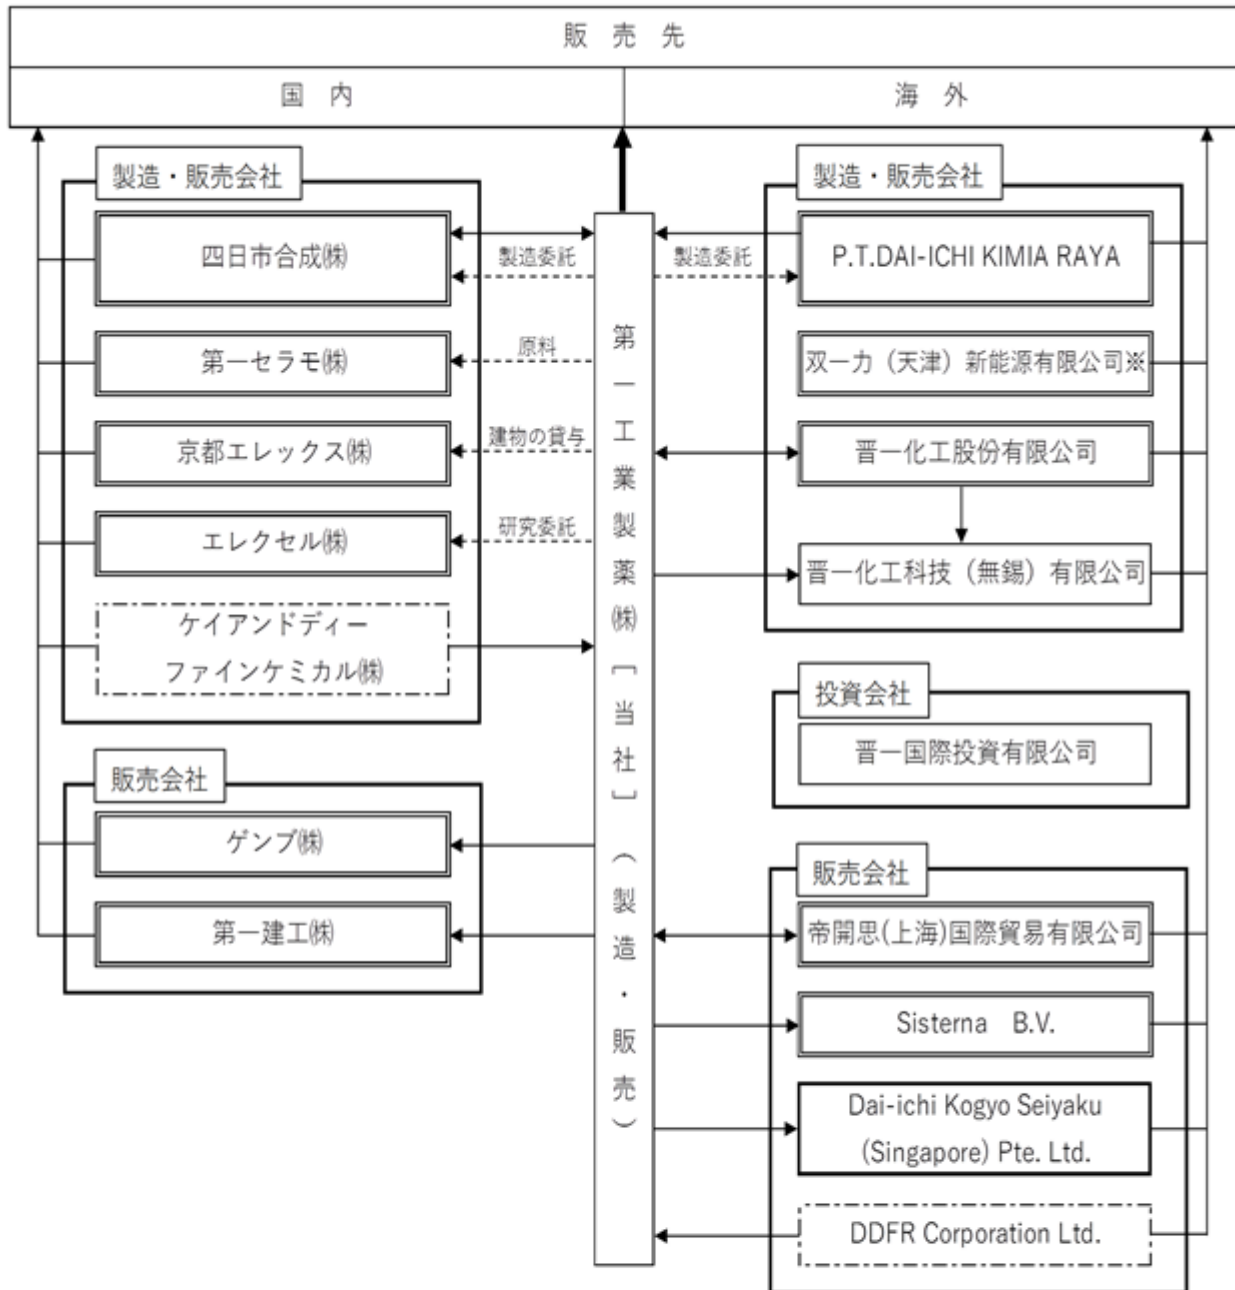 販 売 先
国 内
海 外
製造・販売会社
四日市合成㈱
製造委託
第一セラモ㈱
原料
京都エレックス㈱
建物の貸与
エレクセル㈱
研究委託
ケイアンドディー
ファインケミカル㈱
販売会社
ゲンブ㈱
第一建工㈱
第一工業製薬㈱［当社］（製造・販売）
製造・販売会社
製造委託
P.T.DAI-ICHI KIMIA RAYA
双一力（天津）新能源有限公司※
晋一化工股份有限公司
晋一化工科技（無錫）有限公司
投資会社
晋一国際投資有限公司
販売会社
帝開思(上海)国際貿易有限公司
Sisterna B.V.
Dai-ichi Kogyo Seiyaku
(Singapore) Pte. Ltd.
DDFR Corporation Ltd.